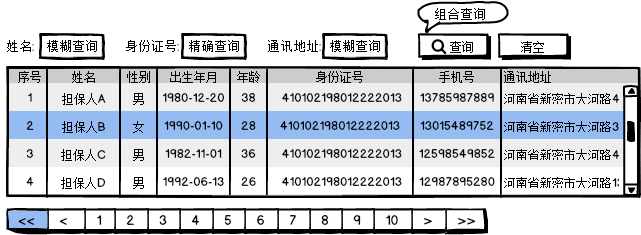 组合查询
姓名: 模糊查询 身份证号: 精确查询 通讯地址: 模糊查询 查询 清空
序号 姓名 性别 出生年月 年龄 身份证号 手机号 通讯地址
1 担保人A 男 1980-12-20 38 410102198012222013 13785987889 河南省新密市大河路4
2 担保人B 女 1990-01-10 28 410102198012222013 13015489752 河南省新密市大河路3
3 担保人C 男 1982-11-01 36 410102198012222013 12598549852 河南省新密市大河路4
4 担保人D 男 1992-06-13 26 410102198012222013 12987895280 河南省新密市大河路1
<< < 1 2 3 4 5 6 7 8 9 10 > >>